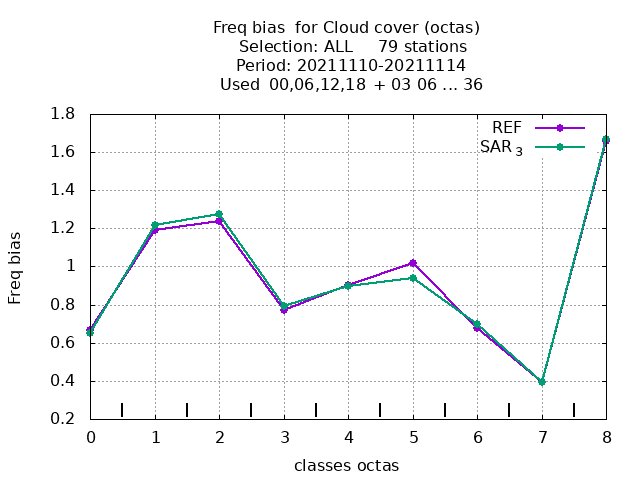 Freq bias  for Cloud cover (octas)
Selection: ALL     79 stations
Period: 20211110-20211114
Used  00,06,12,18  + 03 06 ... 36
1.8
1.6
1.4
1.2
1
0.8
0.6
0.4
0.2
Freq bias
REF
SAR 3
0 1 2 3 4 5 6 7 8
classes octas